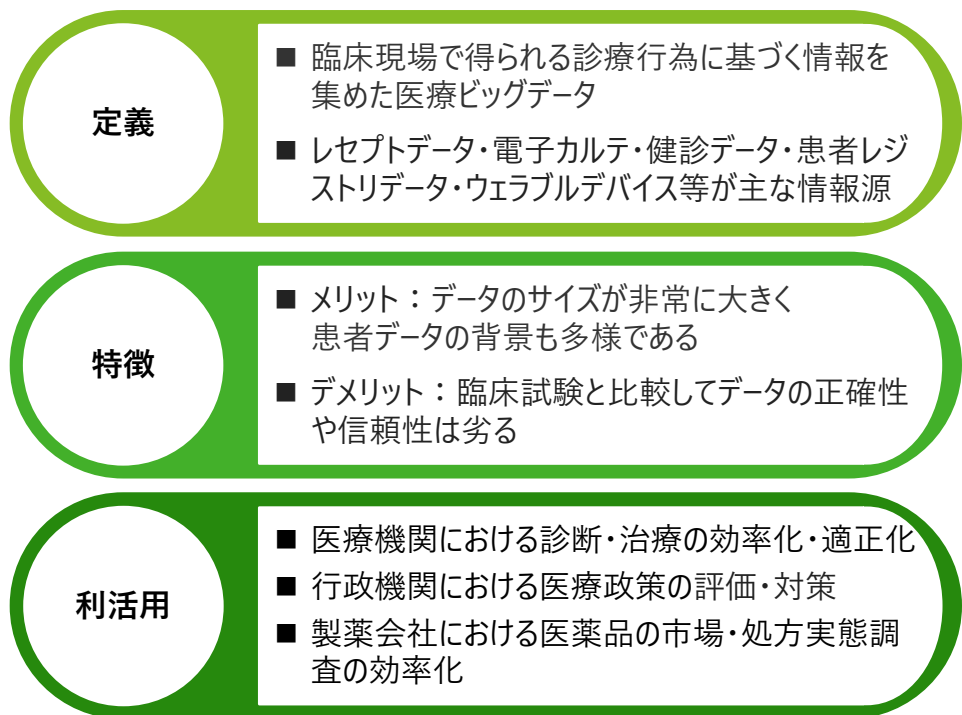 定義
■ 臨床現場で得られる診療行為に基づく情報を
集めた医療ビッグデータ
■ レセプトデータ・電子カルテ・健診データ・患者レジ
ストリデータ・ウェラブルデバイス等が主な情報源
特徴
■ メリット：データのサイズが非常に大きく
患者データの背景も多様である
■ デメリット：臨床試験と比較してデータの正確性
や信頼性は劣る
利活用
■ 医療機関における診断・治療の効率化・適正化
■ 行政機関における医療政策の評価・対策
■ 製薬会社における医薬品の市場・処方実態調
査の効率化